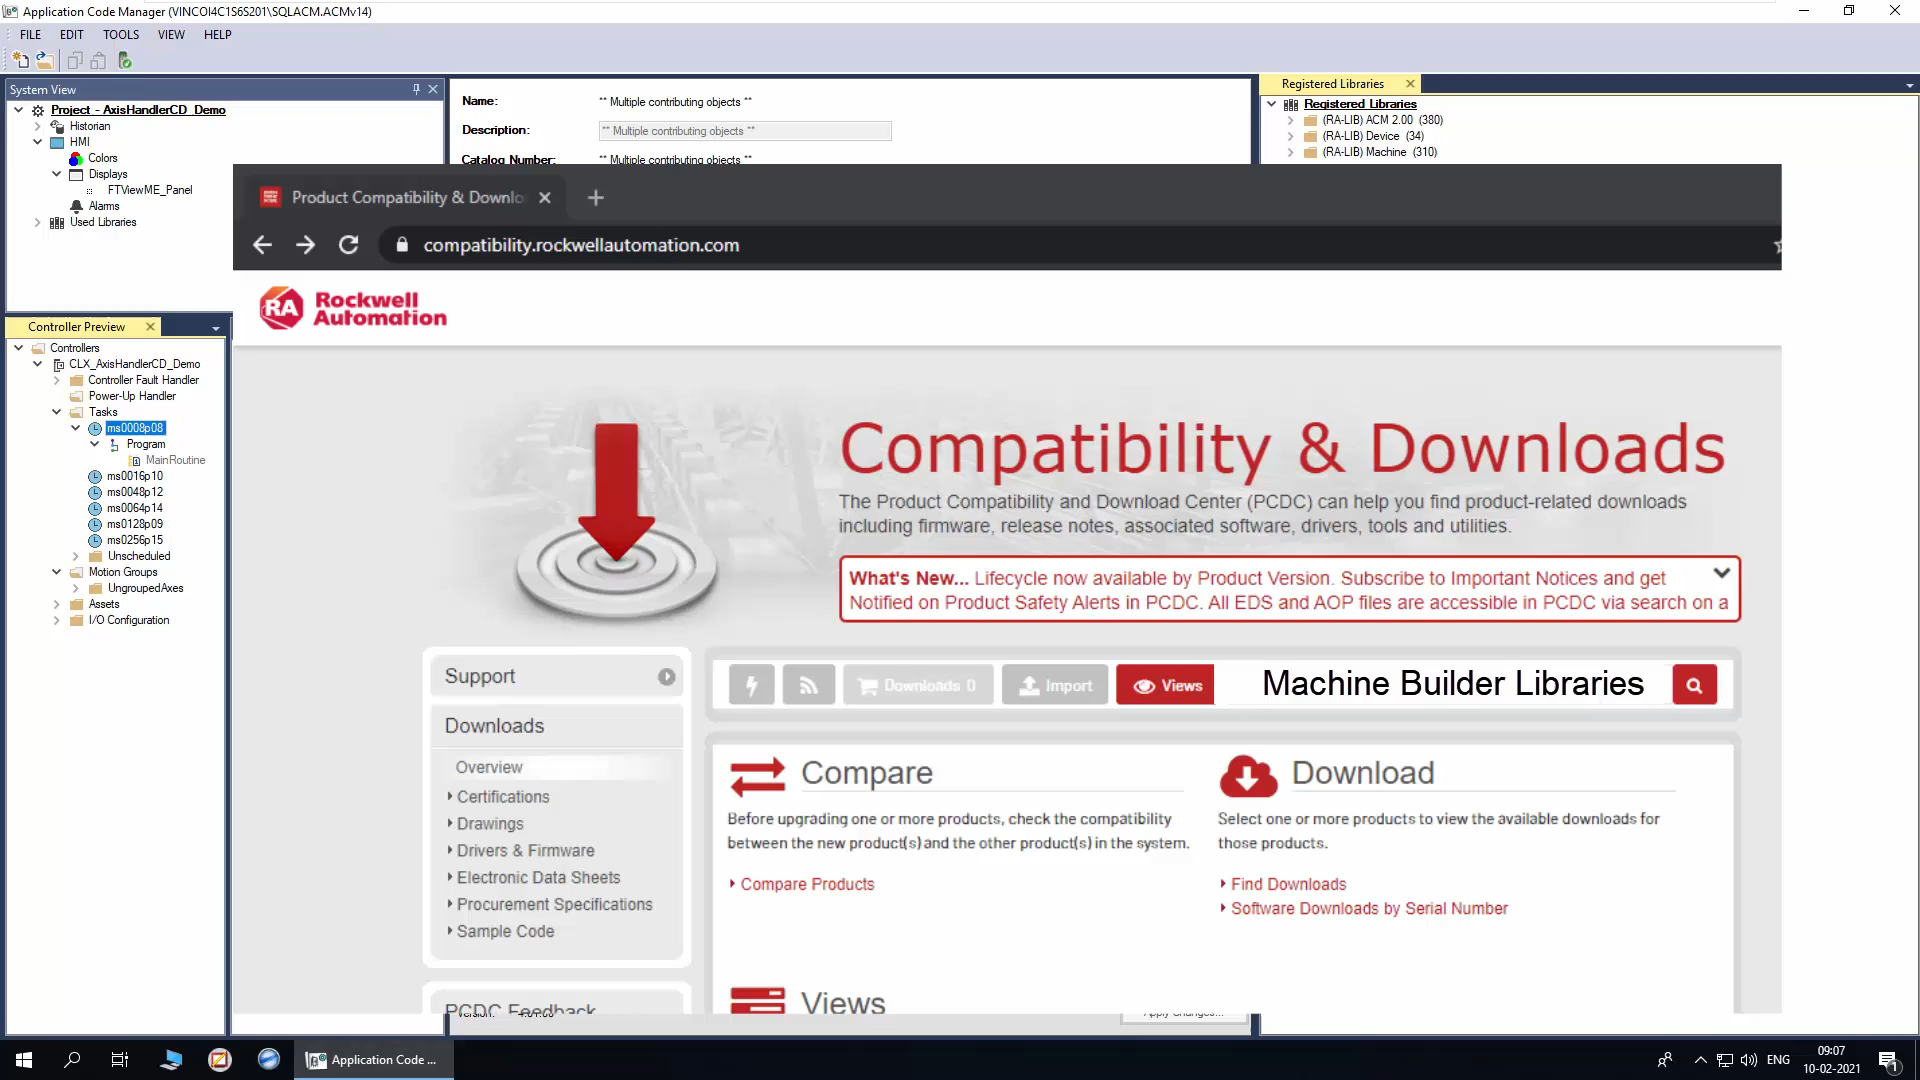 Application Code Manager (VINCOI4C1S6S201\SQLACM.ACMv14)
FILE EDIT TOOLS VIEW HELP
System View
Project - AxisHandlerCD_Demo
Historian
HMI
Colors
Displays
FTViewME_Panel
Alarms
Used Libraries
Name: ** Multiple contributing objects **
Description: ** Multiple contributing objects **
Catalog Number: ** Multiple contributing objects **
Registered Libraries
Registered Libraries
(RA-LIB) ACM 2.00 (380)
(RA-LIB) Device (34)
(RA-LIB) Machine (310)
Controller Preview
Controllers
CLX_AxisHandlerCD_Demo
Controller Fault Handler
Power-Up Handler
Tasks
ms0008p08
Program
MainRoutine
ms0016p10
ms0048p12
ms0064p14
ms0128p09
ms0256p15
Unscheduled
Motion Groups
UngroupedAxes
Assets
I/O Configuration
Product Compatibility & Downlo
compatibility.rockwellautomation.com
RA Rockwell
Automation
Compatibility & Downloads
The Product Compatibility and Download Center (PCDC) can help you find product-related downloads
including firmware, release notes, associated software, drivers, tools and utilities.
What's New... Lifecycle now available by Product Version. Subscribe to Important Notices and get
Notified on Product Safety Alerts in PCDC. All EDS and AOP files are accessible in PCDC via search on a
Support
Downloads
Overview
Certifications
Drawings
Drivers & Firmware
Electronic Data Sheets
Procurement Specifications
Sample Code
PCDC Feedback
Downloads 0 Import Views Machine Builder Libraries
Compare
Before upgrading one or more products, check the compatibility
between the new product(s) and the other product(s) in the system.
Compare Products
Download
Select one or more products to view the available downloads for
those products.
Find Downloads
Software Downloads by Serial Number
Views
Version:
Apply Changes...
Application Code ...
ENG
09:07
10-02-2021
1